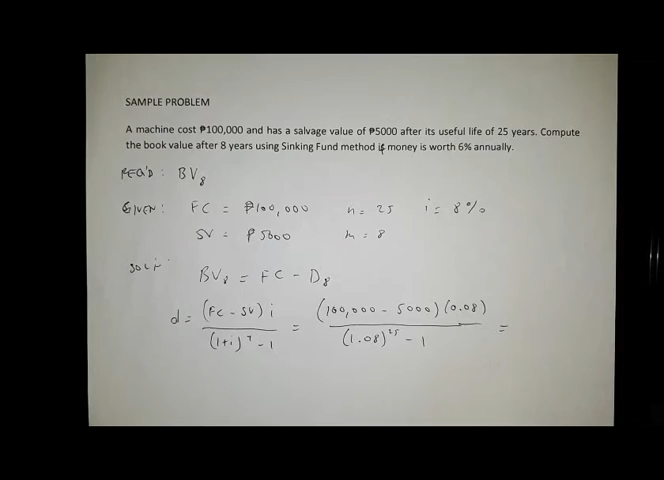 SAMPLE PROBLEM
A machine cost ₱100,000 and has a salvage value of ₱5000 after its useful life of 25 years. Compute
the book value after 8 years using Sinking Fund method if money is worth 6% annually.
REQ'D : BV₈
GIVEN : FC = ₱100,000 n = 25 i = 8%
SV = ₱5000 m = 8
SOL'N:
BV₈ = FC - D₈
d = (FC - SV) i / (1+i)ⁿ - 1 = (100,000 - 5000)(0.08) / (1.08)²⁵ - 1 =